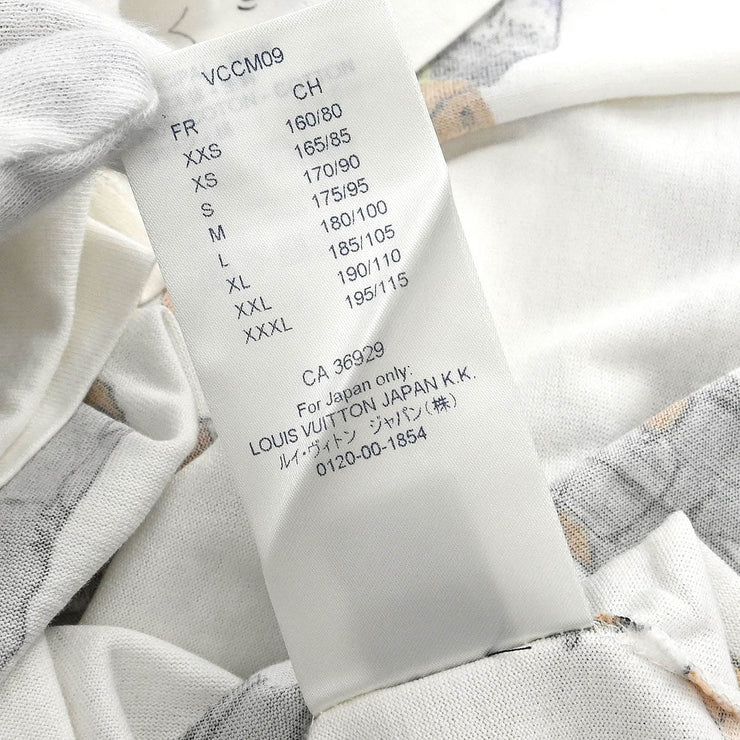 VCCM09
FR CH
XXS 160/80
XS 165/85
S 170/90
M 175/95
L 180/100
XL 185/105
XXL 190/110
XXXL 195/115
CA 36929
For Japan only:
LOUIS VUITTON JAPAN K.K.
ルイ・ヴィトン ジャパン(株)
0120-00-1854